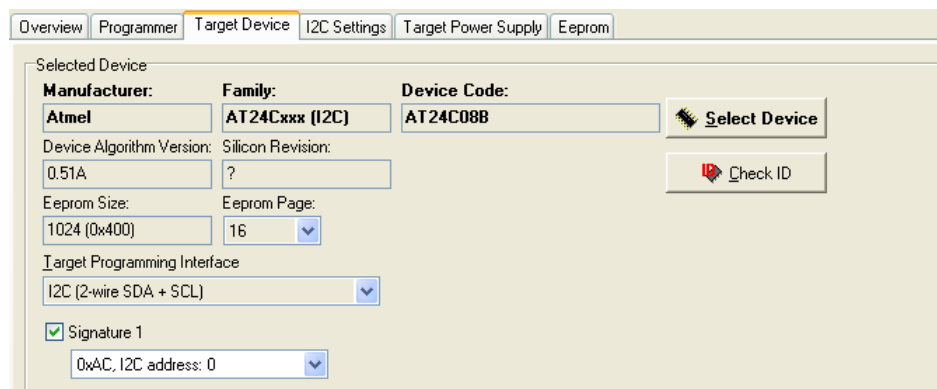 Overview Programmer Target Device I2C Settings Target Power Supply Eeprom
Selected Device
Manufacturer: Family: Device Code:
Atmel AT24Cxxx (I2C) AT24C08B Select Device
Device Algorithm Version: Silicon Revision:
0.51A ? Check ID
Eeprom Size: Eeprom Page:
1024 (0x400) 16
Target Programming Interface
I2C (2-wire SDA + SCL)
Signature 1
0xAC, I2C address: 0